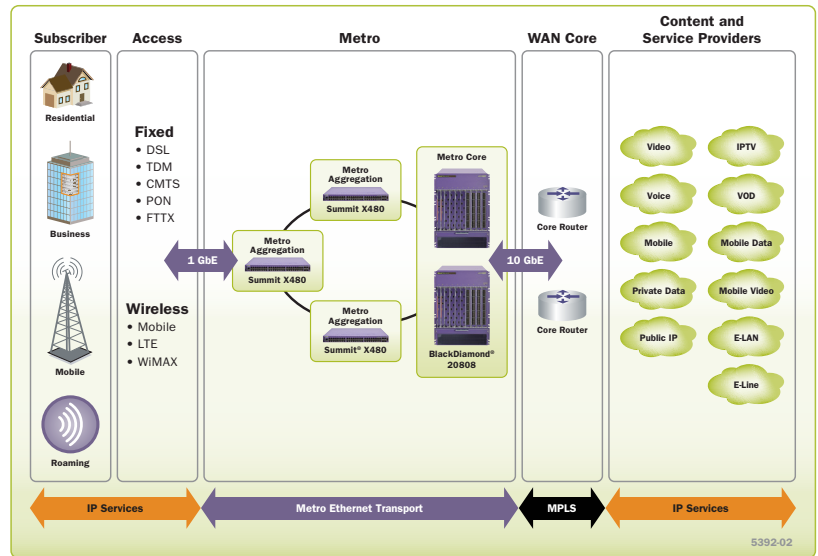 Subscriber
Access
Metro
WAN Core
Content and
Service Providers
Residential
Business
Mobile
Roaming
Fixed
• DSL
• TDM
• CMTS
• PON
• FTTX
Wireless
• Mobile
• LTE
• WiMAX
1 GbE
Metro
Aggregation
Summit X480
Metro
Aggregation
Summit X480
Metro
Aggregation
Summit® X480
Metro Core
BlackDiamond®
20808
10 GbE
Core Router
Core Router
Video
IPTV
Voice
VOD
Mobile
Mobile Data
Private Data
Mobile Video
Public IP
E-LAN
E-Line
IP Services
Metro Ethernet Transport
MPLS
IP Services
5392-02